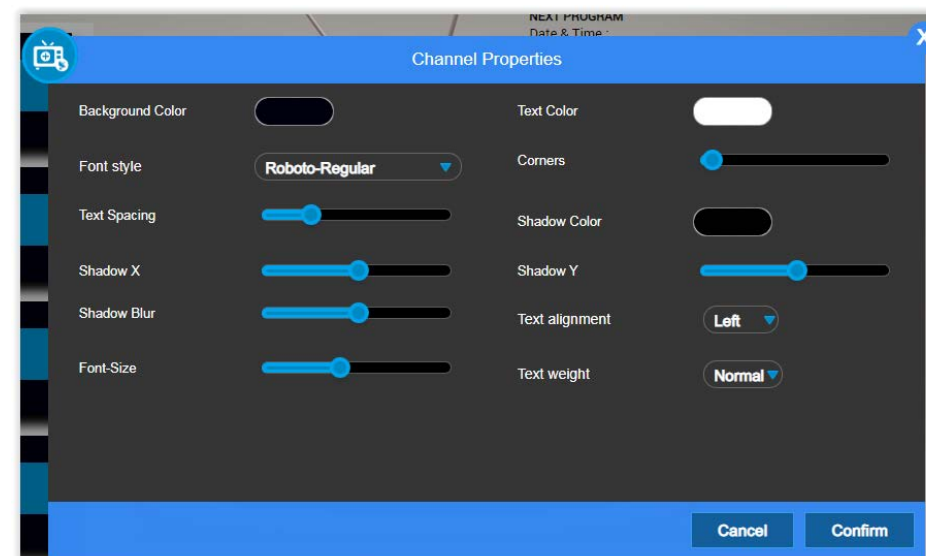 NEXT PROGRAM
Date & Time :
X
Channel Properties
Background Color
Text Color
Font style
Roboto-Regular
Corners
Text Spacing
Shadow Color
Shadow X
Shadow Y
Shadow Blur
Text alignment
Left
Font-Size
Text weight
Normal
Cancel
Confirm